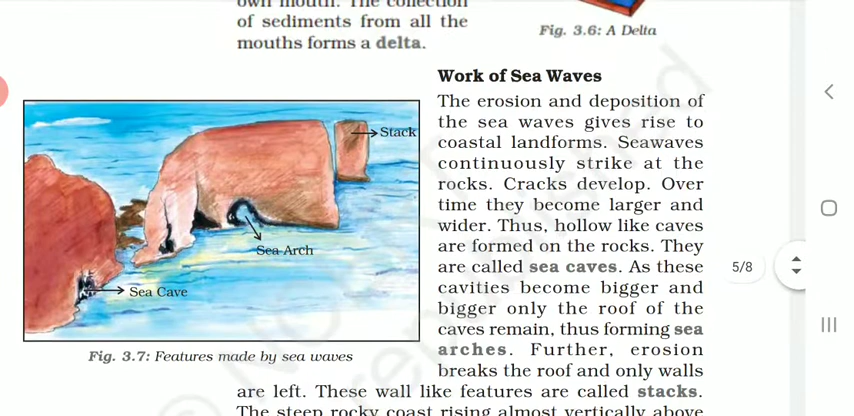 own mouth. The collection
of sediments from all the
mouths forms a delta.
Fig. 3.6: A Delta
Work of Sea Waves
The erosion and deposition of
the sea waves gives rise to
coastal landforms. Seawaves
continuously strike at the
rocks. Cracks develop. Over
time they become larger and
wider. Thus, hollow like caves
are formed on the rocks. They
are called sea caves. As these
cavities become bigger and
bigger only the roof of the
caves remain, thus forming sea
arches. Further, erosion
breaks the roof and only walls
are left. These wall like features are called stacks.
The steep rocky coast rising almost vertically above
Stack
Sea Arch
Sea Cave
Fig. 3.7: Features made by sea waves
5/8